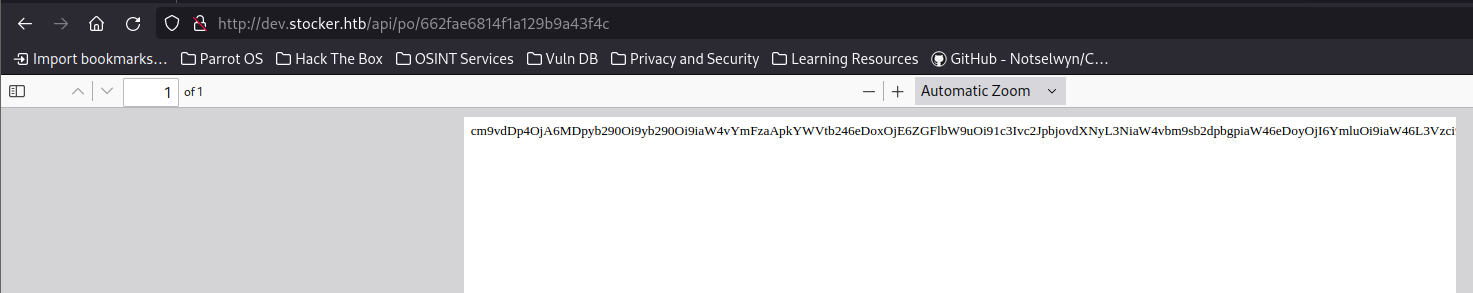 http://dev.stocker.htb/api/po/662fae6814f1a129b9a43f4c
Import bookmarks... Parrot OS Hack The Box OSINT Services Vuln DB Privacy and Security Learning Resources GitHub - Notselwyn/C...
1 of 1 Automatic Zoom
cm9vdDp4OjA6MDpyb290Oi9yb290Oi9iaW4vYmFzaApkYWVtb246eDoxOjE6ZGFlbW9uOi91c3Ivc2JpbjovdXNyL3NiaW4vbm9sb2dpbgpiaW46eDoyOjI6YmluOi9iaW46L3Vzci